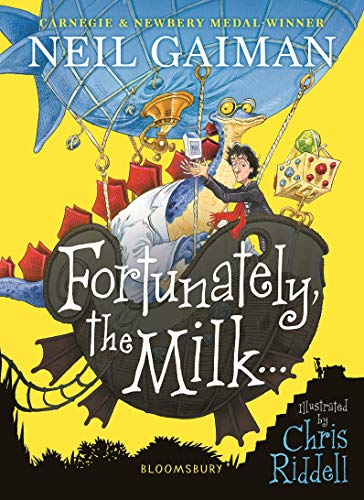 CARNEGIE & NEWBERY MEDAL WINNER
NEIL GAIMAN
Fortunately,
the Milk...
Illustrated
by
Chris
Riddell
BLOOMSBURY